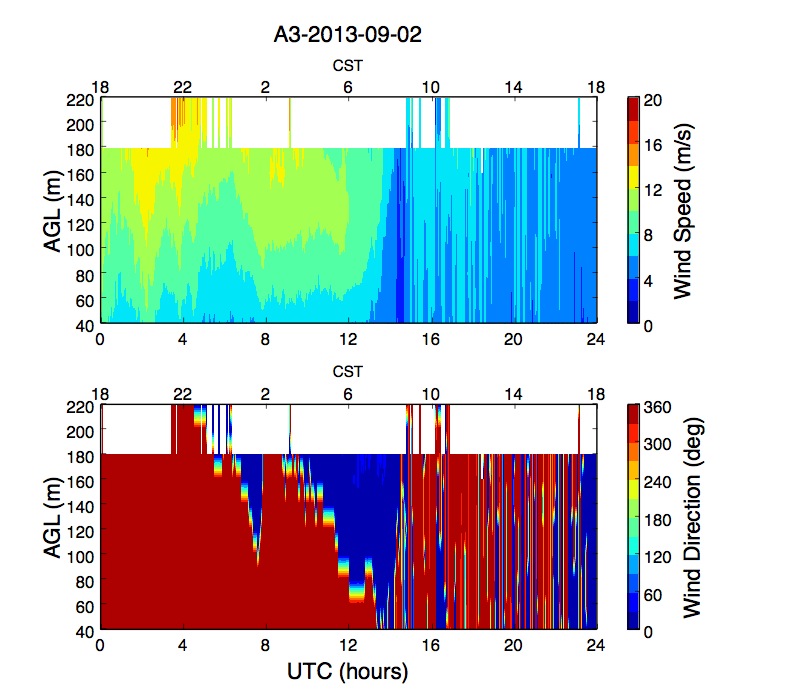 A3-2013-09-02
CST
18 22 2 6 10 14 18
220
200
180
160
140
120
100
80
60
40
AGL (m)
0 4 8 12 16 20 24
20
16
12
8
4
0
Wind Speed (m/s)
CST
18 22 2 6 10 14 18
220
200
180
160
140
120
100
80
60
40
AGL (m)
0 4 8 12 16 20 24
UTC (hours)
360
300
240
180
120
60
0
Wind Direction (deg)